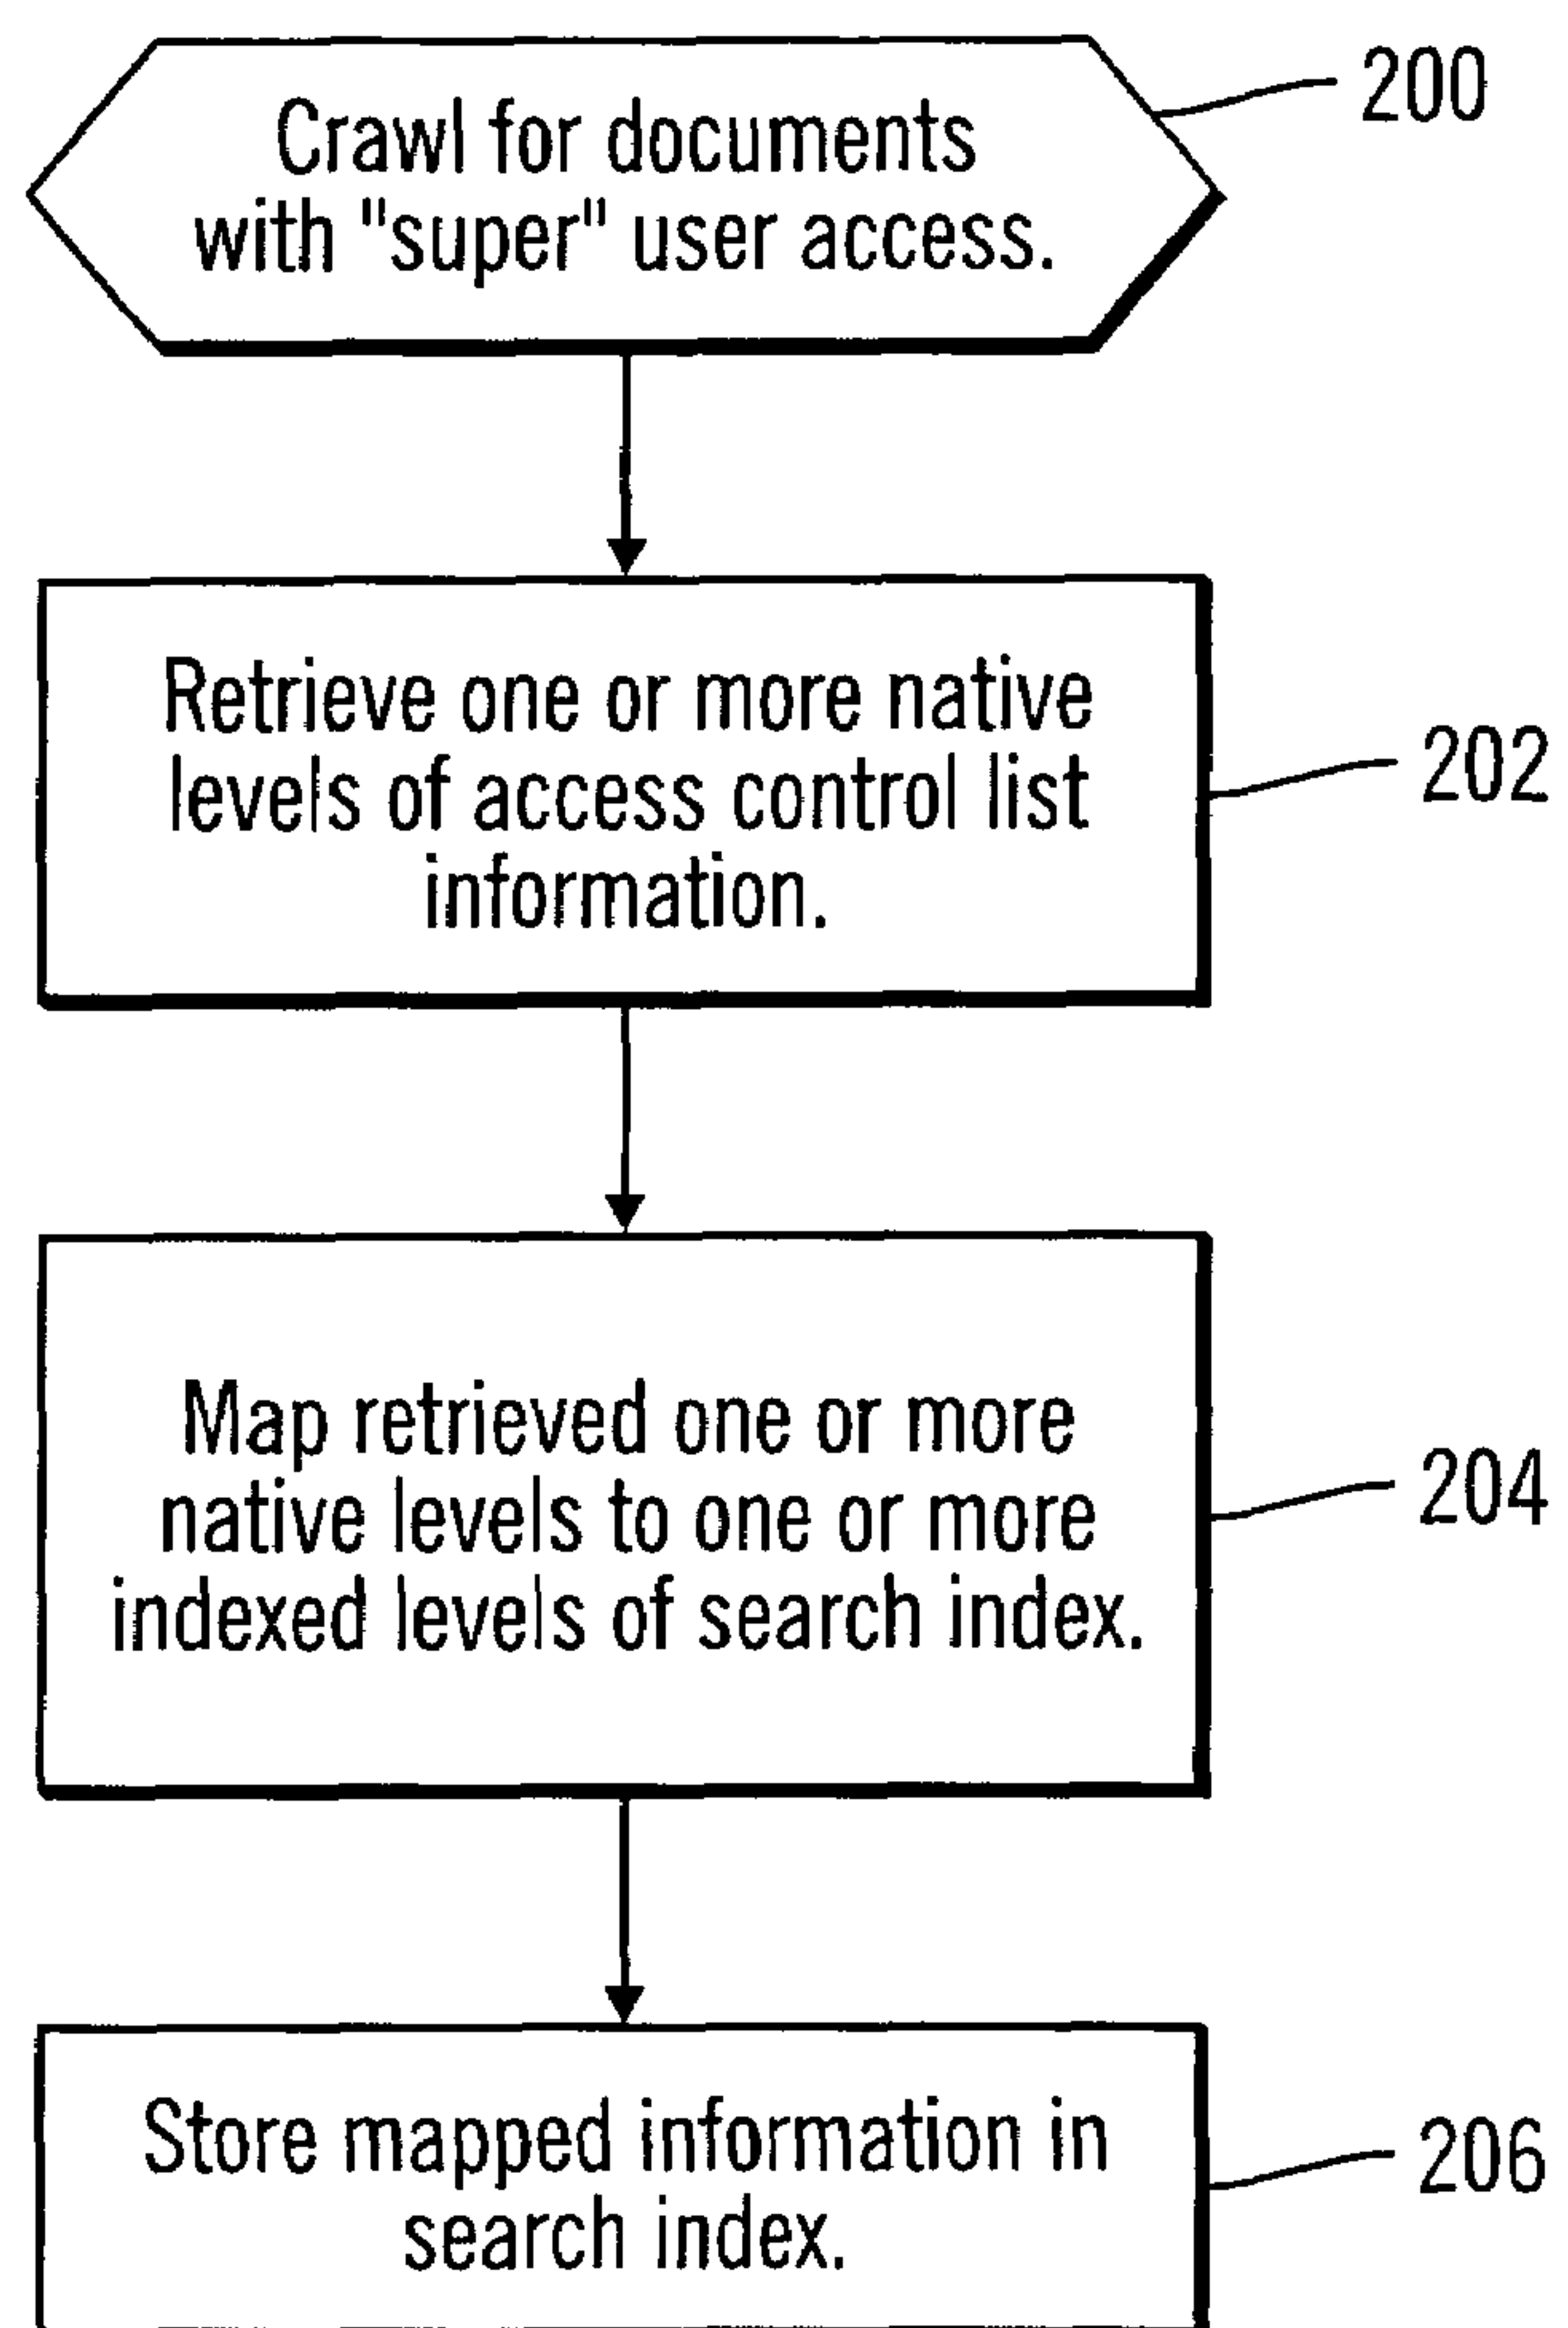 Crawl for documents
with "super" user access.
200
Retrieve one or more native
levels of access control list
information.
202
Map retrieved one or more
native levels to one or more
indexed levels of search index.
204
Store mapped information in
search index.
206